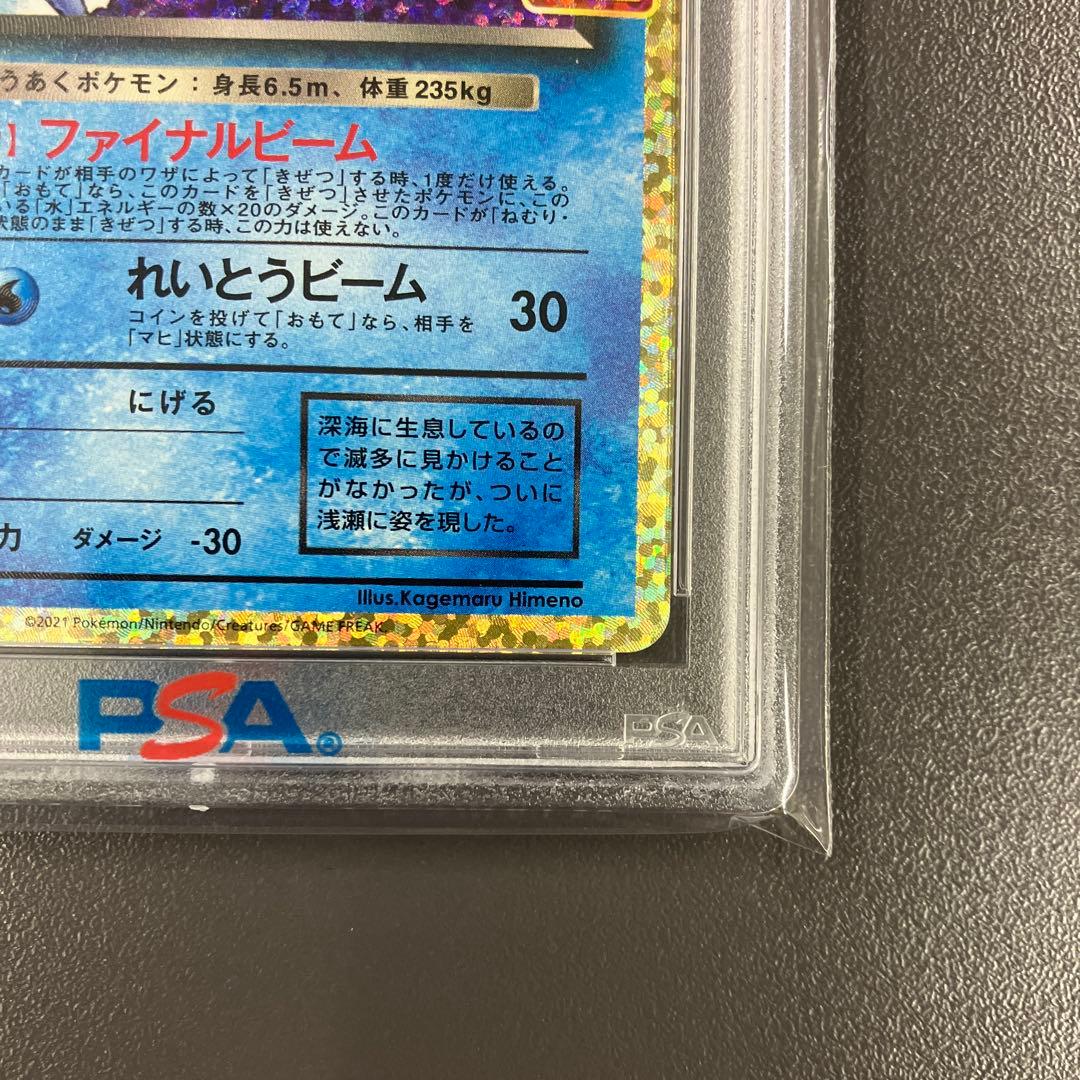 うあくポケモン：身長6.5m、体重235kg
】ファイナルビーム
カードが相手のワザによって「きぜつ」する時、1度だけ使える。
「おもて」なら、このカードを「きぜつ」させたポケモンに、この
いる「水」エネルギーの数×20のダメージ。このカードが「ねむり・
状態のまま「きぜつ」する時、この力は使えない。
れいとうビーム 30
コインを投げて「おもて」なら、相手を
「マヒ」状態にする。
にげる
深海に生息しているの
で滅多に見かけること
がなかったが、ついに
浅瀬に姿を現した。
力 ダメージ -30
Illus.Kagemaru Himeno
©2021 Pokémon/Nintendo/Creatures/GAME FREAK.
PSA®
PSA